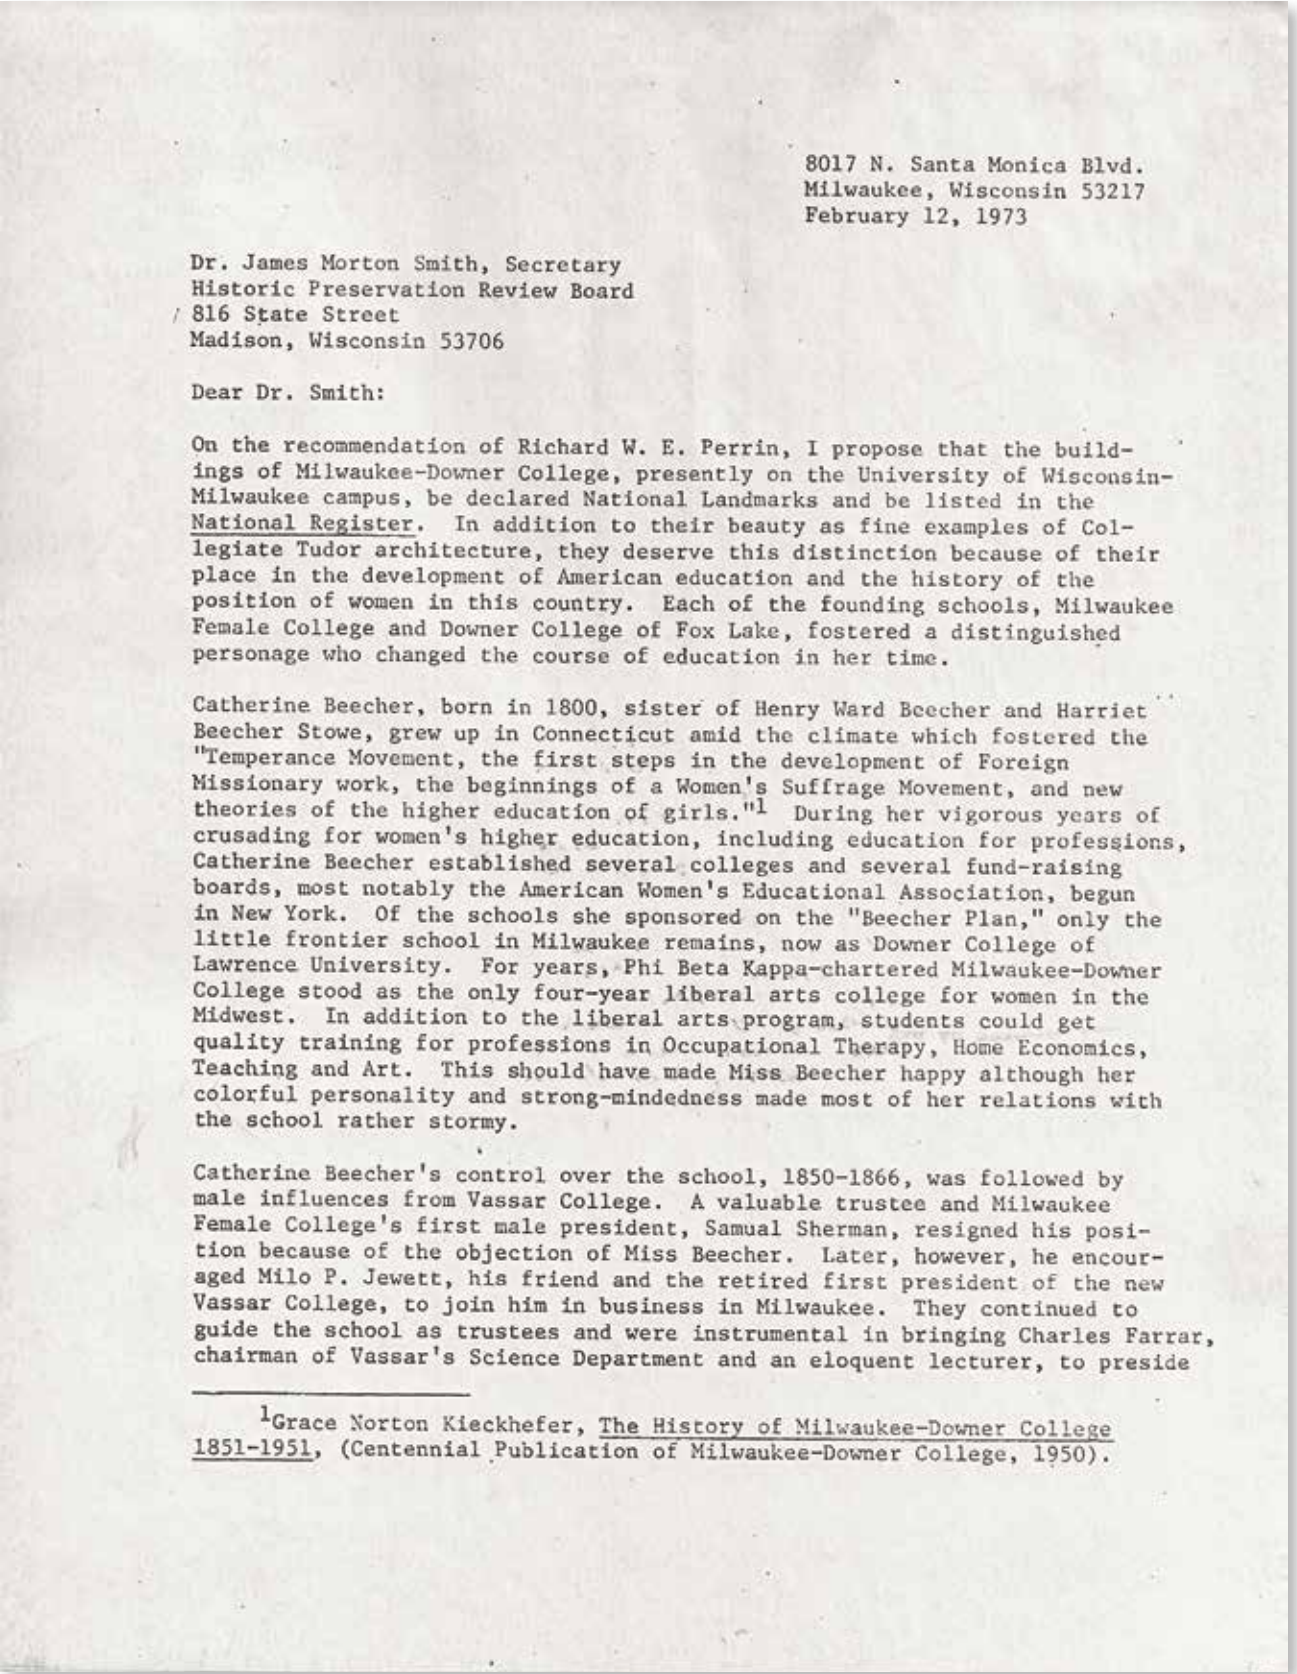 8017 N. Santa Monica Blvd.
Milwaukee, Wisconsin 53217
February 12, 1973
Dr. James Morton Smith, Secretary
Historic Preservation Review Board
816 State Street
Madison, Wisconsin 53706
Dear Dr. Smith:
On the recommendation of Richard W. E. Perrin, I propose that the build-
ings of Milwaukee-Downer College, presently on the University of Wisconsin-
Milwaukee campus, be declared National Landmarks and be listed in the
National Register. In addition to their beauty as fine examples of Col-
legiate Tudor architecture, they deserve this distinction because of their
place in the development of American education and the history of the
position of women in this country. Each of the founding schools, Milwaukee
Female College and Downer College of Fox Lake, fostered a distinguished
personage who changed the course of education in her time.
Catherine Beecher, born in 1800, sister of Henry Ward Beecher and Harriet
Beecher Stowe, grew up in Connecticut amid the climate which fostered the
"Temperance Movement, the first steps in the development of Foreign
Missionary work, the beginnings of a Women's Suffrage Movement, and new
theories of the higher education of girls."1 During her vigorous years of
crusading for women's higher education, including education for professions,
Catherine Beecher established several colleges and several fund-raising
boards, most notably the American Women's Educational Association, begun
in New York. Of the schools she sponsored on the "Beecher Plan," only the
little frontier school in Milwaukee remains, now as Downer College of
Lawrence University. For years, Phi Beta Kappa-chartered Milwaukee-Downer
College stood as the only four-year liberal arts college for women in the
Midwest. In addition to the liberal arts program, students could get
quality training for professions in Occupational Therapy, Home Economics,
Teaching and Art. This should have made Miss Beecher happy although her
colorful personality and strong-mindedness made most of her relations with
the school rather stormy.
Catherine Beecher's control over the school, 1850-1866, was followed by
male influences from Vassar College. A valuable trustee and Milwaukee
Female College's first male president, Samual Sherman, resigned his posi-
tion because of the objection of Miss Beecher. Later, however, he encour-
aged Milo P. Jewett, his friend and the retired first president of the new
Vassar College, to join him in business in Milwaukee. They continued to
guide the school as trustees and were instrumental in bringing Charles Farrar,
chairman of Vassar's Science Department and an eloquent lecturer, to preside
1Grace Norton Kieckhefer, The History of Milwaukee-Downer College
1851-1951, (Centennial Publication of Milwaukee-Downer College, 1950).